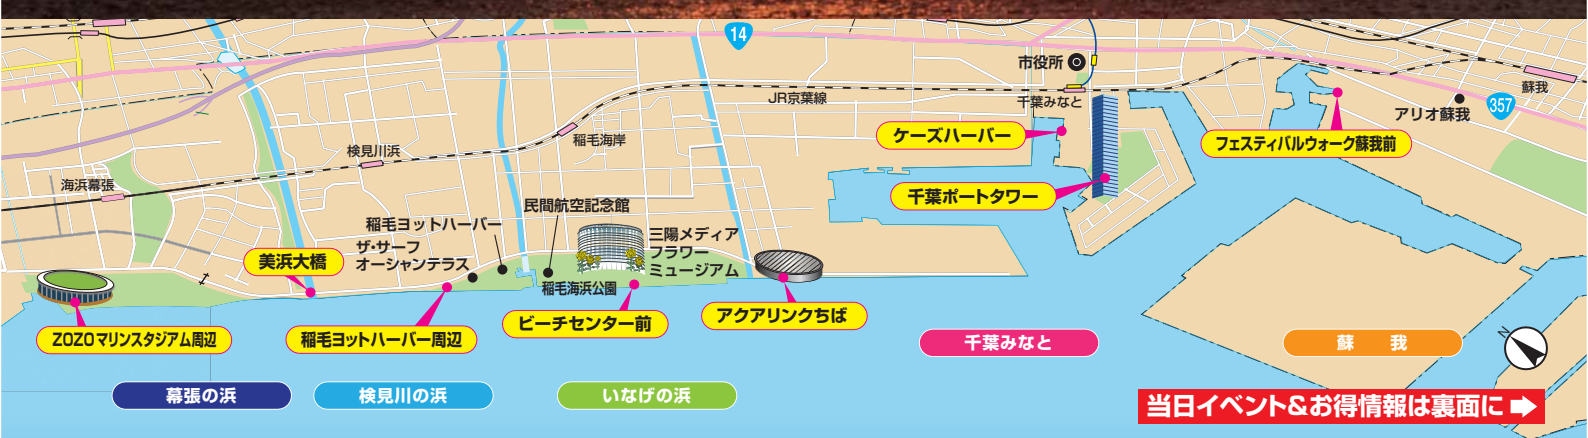 14
市役所
JR京葉線
千葉みなと
蘇我
アリオ蘇我
357
ケーズハーバー
フェスティバルウォーク蘇我前
稲毛海岸
検見川浜
海浜幕張
千葉ポートタワー
民間航空記念館
稲毛ヨットハーバー
ザ・サーフ
オーシャンテラス
三陽メディア
フラワー
ミュージアム
美浜大橋
稲毛海浜公園
ZOZOマリンスタジアム周辺
稲毛ヨットハーバー周辺
ビーチセンター前
アクアリンクちば
千葉みなと
蘇 我
N
幕張の浜
検見川の浜
いなげの浜
当日イベント&お得情報は裏面に